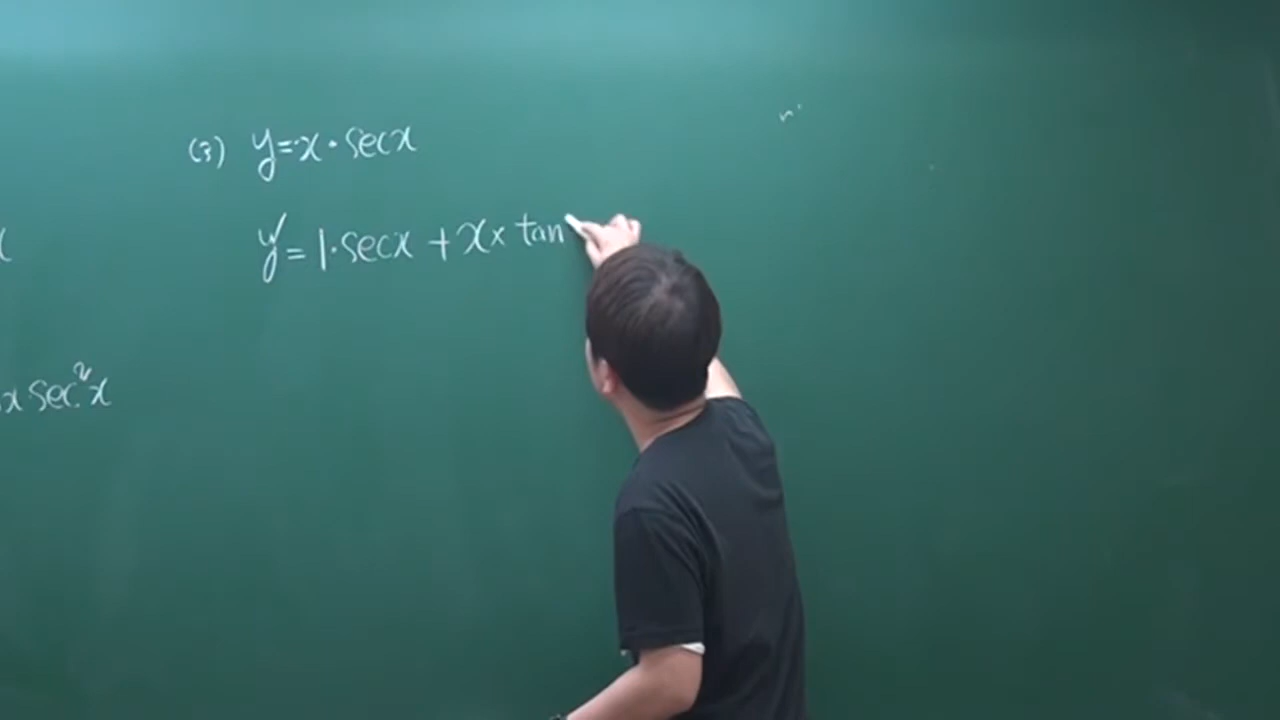 (3) y=x·secx
x
y'=1·secx+x×tan
x sec²x